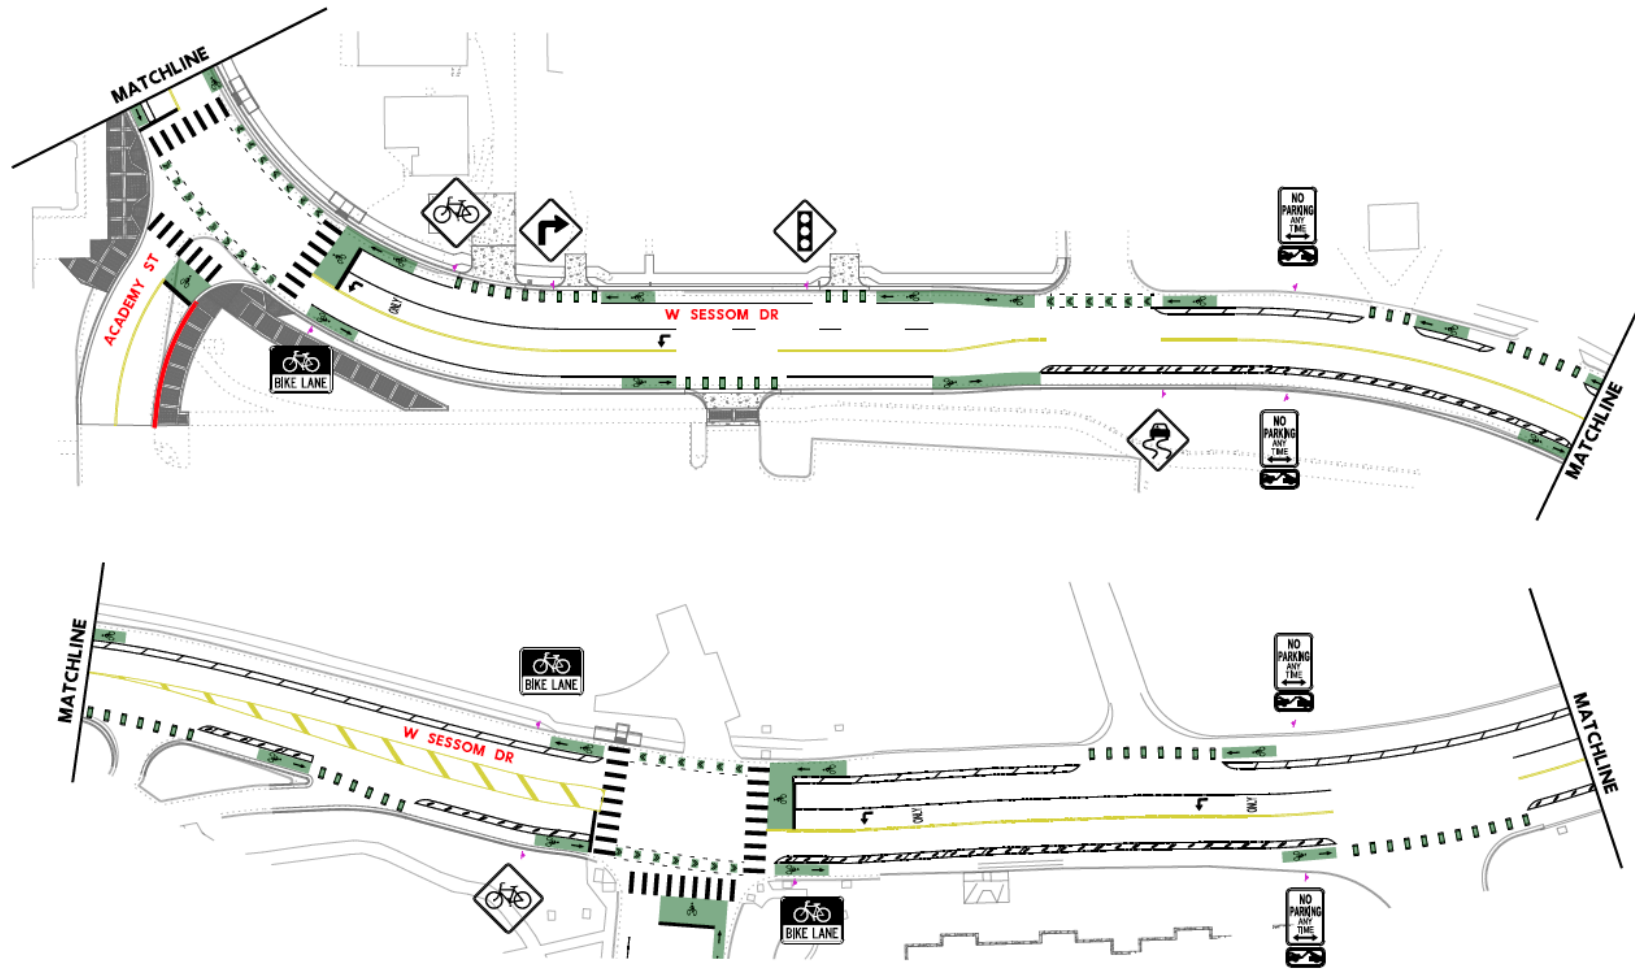 MATCHLINE
NO
PARKING
ANY
TIME
ACADEMY ST
ONLY
W SESSOM DR
BIKE LANE
MATCHLINE
NO
PARKING
ANY
TIME
MATCHLINE
BIKE LANE
NO
PARKING
ANY
TIME
W SESSOM DR
MATCHLINE
ONLY
ONLY
BIKE LANE
NO
PARKING
ANY
TIME